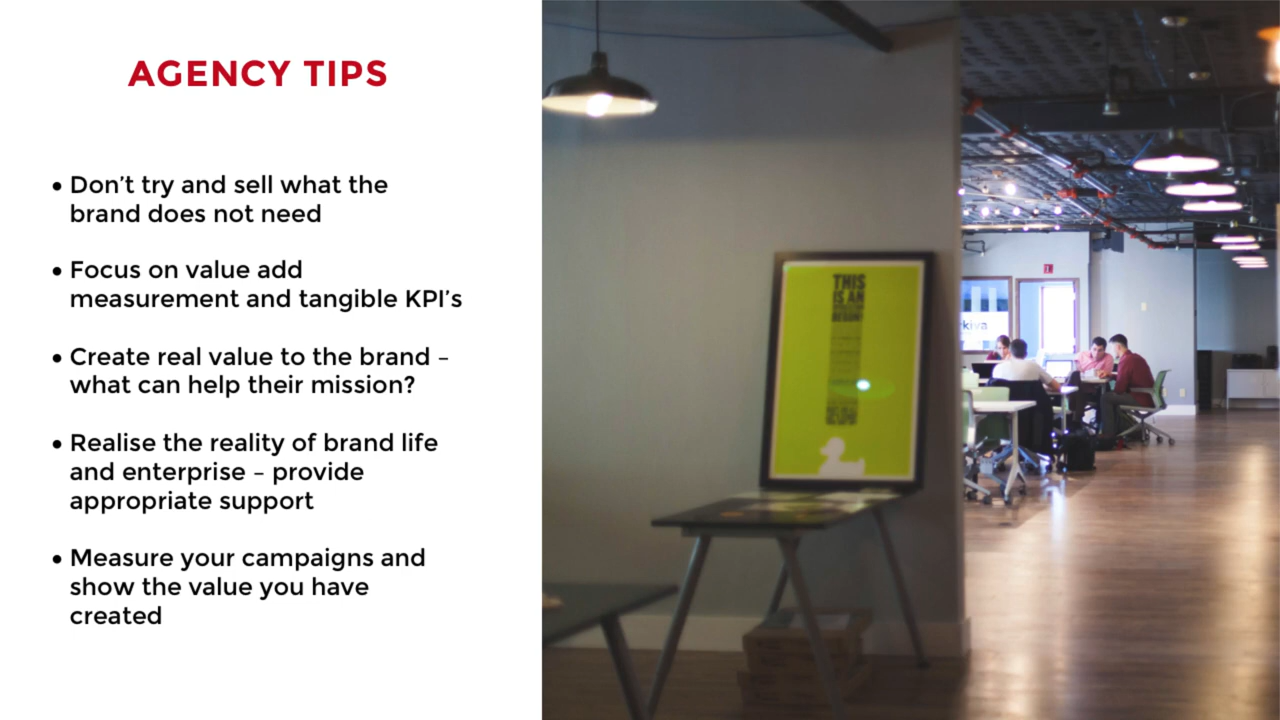 AGENCY TIPS
• Don't try and sell what the
brand does not need
• Focus on value add
measurement and tangible KPI's
• Create real value to the brand –
what can help their mission?
• Realise the reality of brand life
and enterprise – provide
appropriate support
• Measure your campaigns and
show the value you have
created
THIS
IS AN